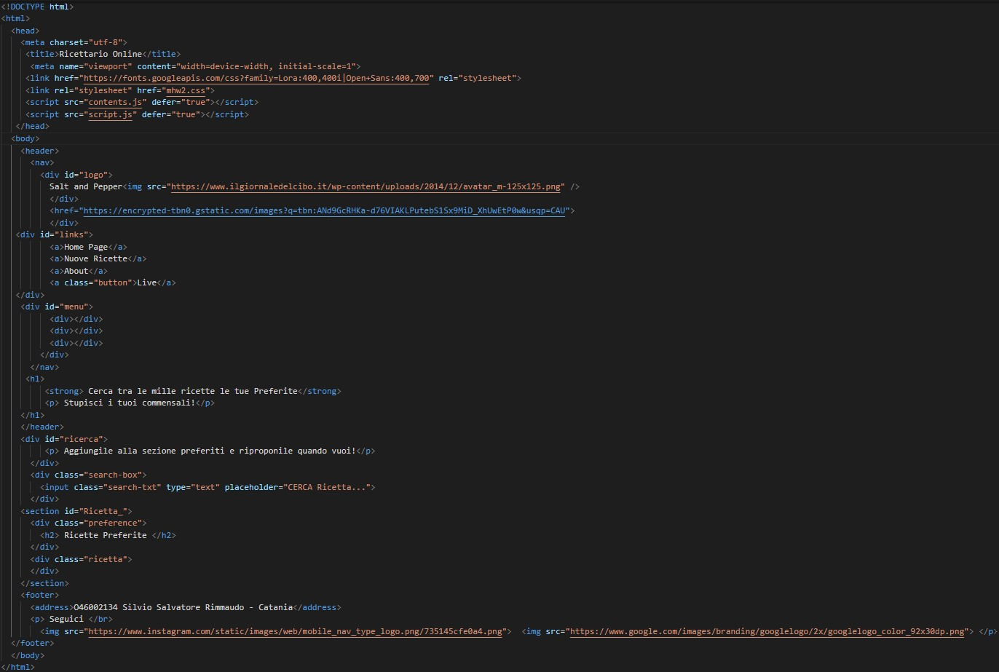 <!DOCTYPE html>
<html>
<head>
<meta charset="utf-8">
<title>Ricettario Online</title>
<meta name="viewport" content="width=device-width, initial-scale=1">
<link href="https://fonts.googleapis.com/css?family=Lora:400,400i|Open+Sans:400,700" rel="stylesheet">
<link rel="stylesheet" href="mhw2.css">
<script src="contents.js" defer="true"></script>
<script src="script.js" defer="true"></script>
</head>
<body>
<header>
<nav>
<div id="logo">
Salt and Pepper<img src="https://www.ilgiornaledelcibo.it/wp-content/uploads/2014/12/avatar_m-125x125.png" />
</div>
<href="https://encrypted-tbn0.gstatic.com/images?q=tbn:ANd9GcRHKa-d76VIAKLPutebS1Sx9MiD_XhUwEtP0w&usqp=CAU">
</div>
<div id="links">
<a>Home Page</a>
<a>Nuove Ricette</a>
<a>About</a>
<a class="button">Live</a>
</div>
<div id="menu">
<div></div>
<div></div>
<div></div>
</div>
</nav>
<h1>
<strong> Cerca tra le mille ricette le tue Preferite</strong>
<p> Stupisci i tuoi commensali!</p>
</h1>
</header>
<div id="ricerca">
<p> Aggiungile alla sezione preferiti e riproponile quando vuoi!</p>
</div>
<div class="search-box">
<input class="search-txt" type="text" placeholder="CERCA Ricetta...">
</div>
<section id="Ricetta_">
<div class="preference">
<h2> Ricette Preferite </h2>
</div>
<div class="ricetta">
</div>
</section>
<footer>
<address>O46002134 Silvio Salvatore Rimmaudo - Catania</address>
<p> Seguici </br>
<img src="https://www.instagram.com/static/images/web/mobile_nav_type_logo.png/735145cfe0a4.png">  <img src="https://www.google.com/images/branding/googlelogo/2x/googlelogo_color_92x30dp.png"> </p>
</footer>
</body>
</html>